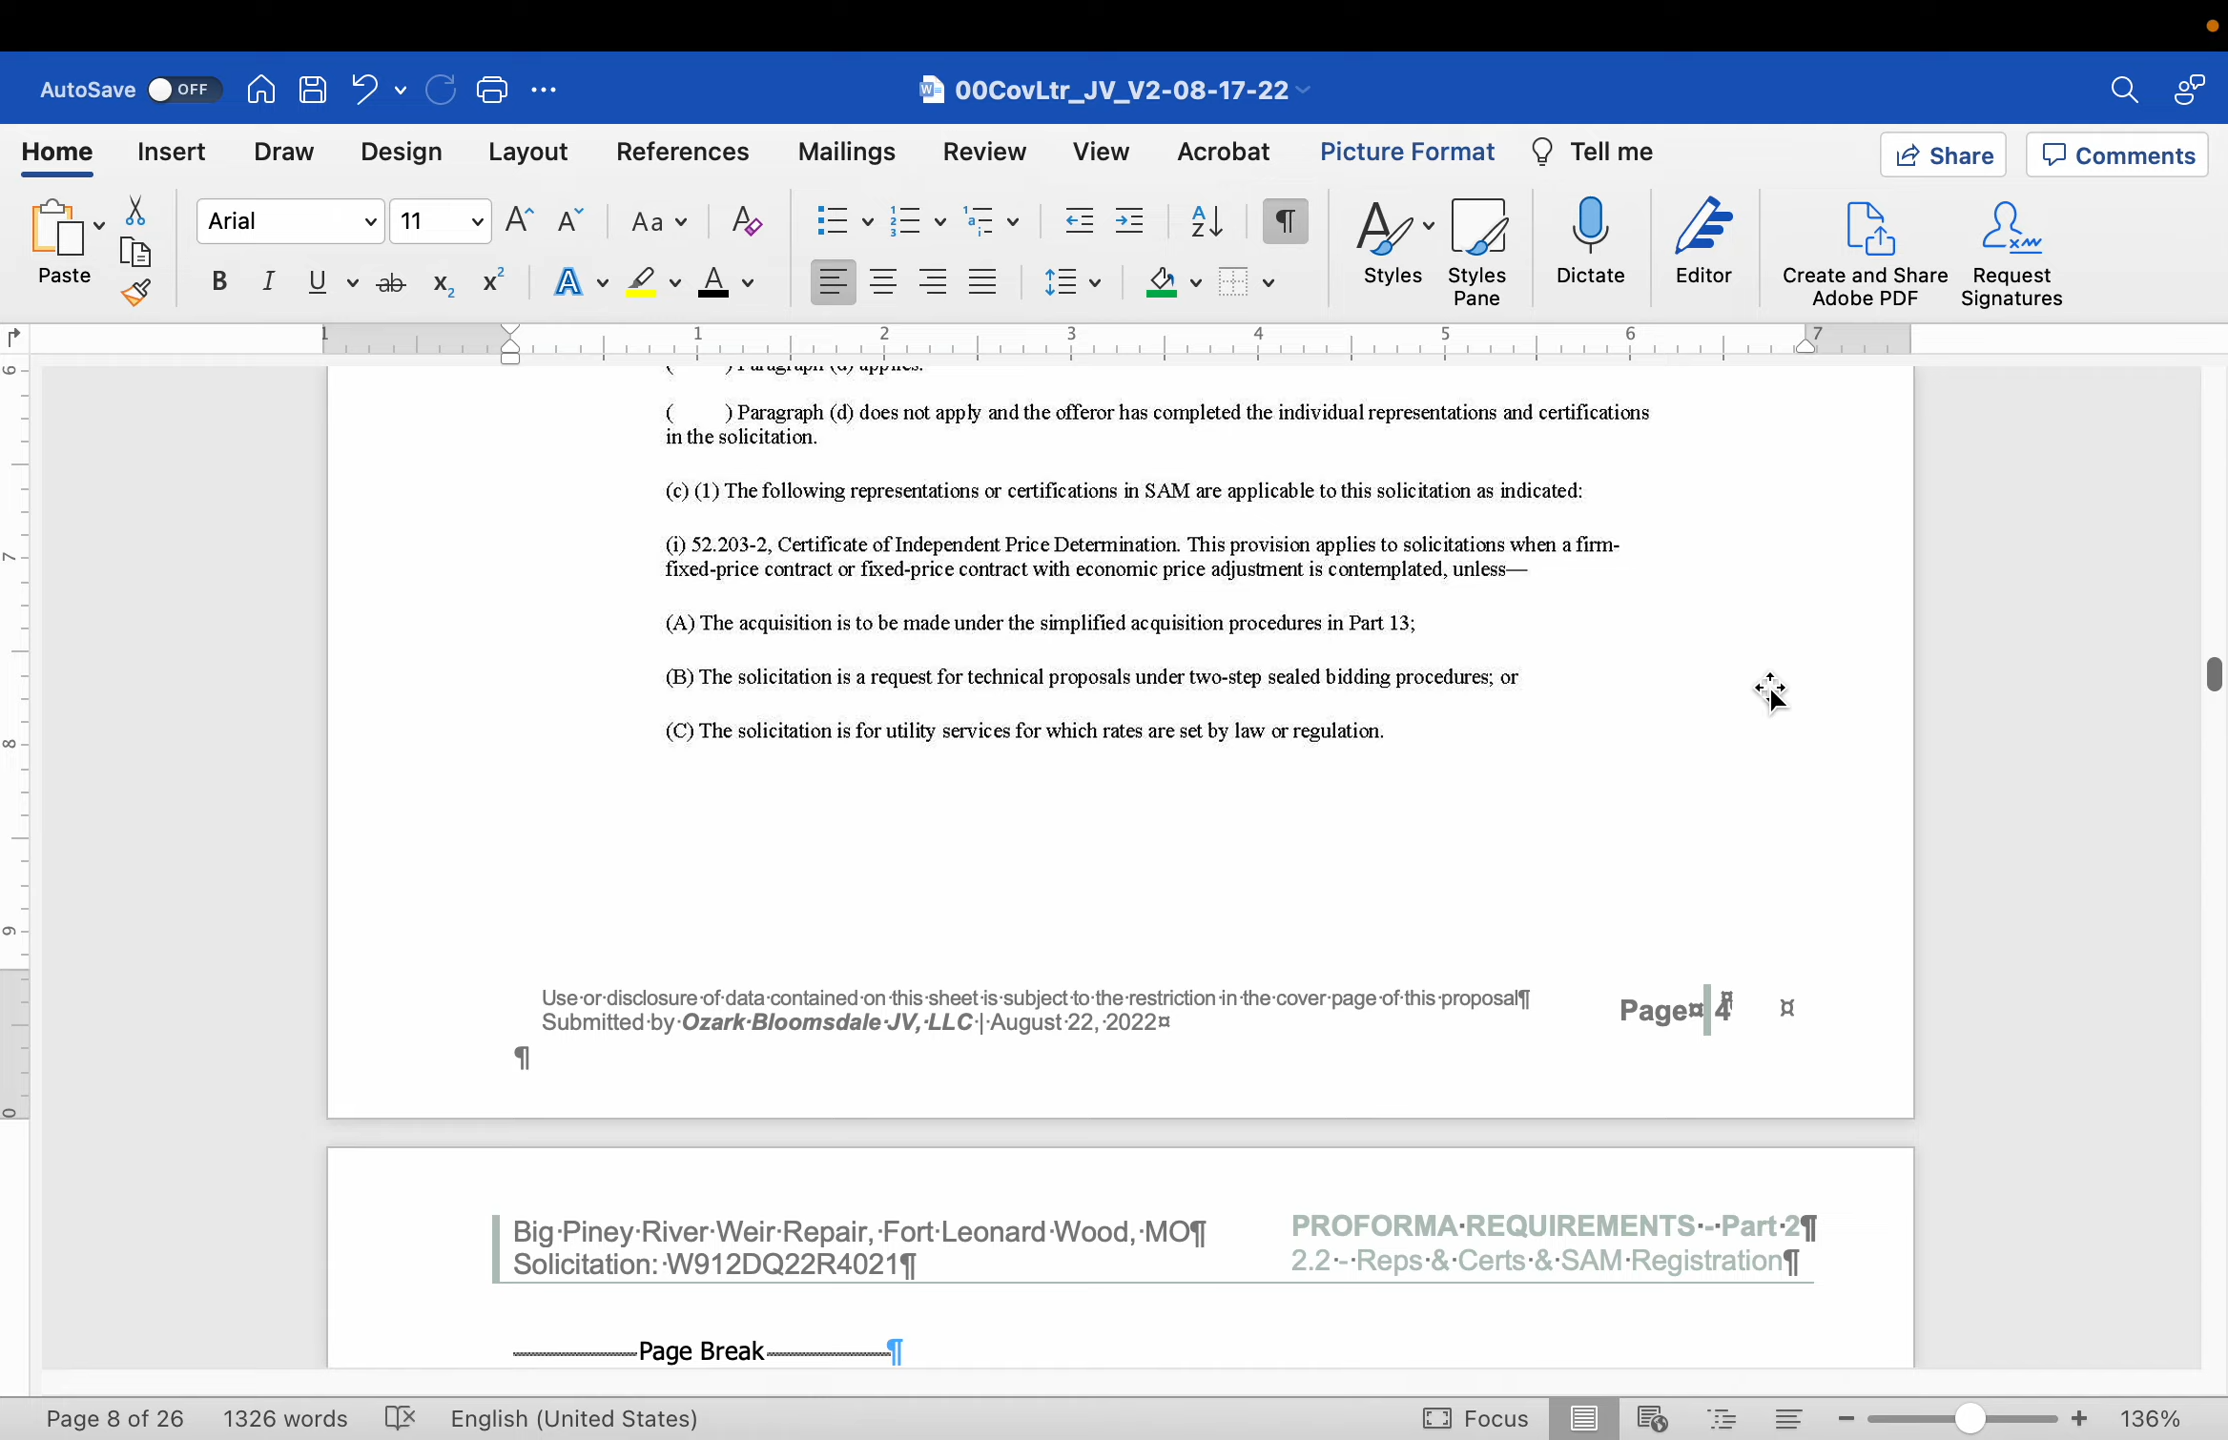 AutoSave OFF
00CovLtr_JV_V2-08-17-22
Home Insert Draw Design Layout References Mailings Review View Acrobat Picture Format Tell me Share Comments
Paste
Arial 11
Styles
Styles
Pane
Dictate
Editor
Create and Share
Adobe PDF
Request
Signatures
1 1 2 3 4 5 6 7
( ) Paragraph (d) applies.
( ) Paragraph (d) does not apply and the offeror has completed the individual representations and certifications
in the solicitation.
(c) (1) The following representations or certifications in SAM are applicable to this solicitation as indicated:
(i) 52.203-2, Certificate of Independent Price Determination. This provision applies to solicitations when a firm-
fixed-price contract or fixed-price contract with economic price adjustment is contemplated, unless—
(A) The acquisition is to be made under the simplified acquisition procedures in Part 13;
(B) The solicitation is a request for technical proposals under two-step sealed bidding procedures; or
(C) The solicitation is for utility services for which rates are set by law or regulation.
Use·or·disclosure·of·data·contained·on·this·sheet·is·subject·to·the·restriction·in·the·cover·page·of·this·proposal¶
Submitted·by·Ozark·Bloomsdale·JV,·LLC·|·August·22,·2022¤
Page¤ 4¤ ¤
¶
Big·Piney·River·Weir·Repair,·Fort·Leonard·Wood,·MO¶
Solicitation:·W912DQ22R4021¶
PROFORMA·REQUIREMENTS·-·Part·2¶
2.2·-·Reps·&·Certs·&·SAM·Registration¶
Page Break¶
Page 8 of 26 1326 words English (United States) Focus 136%